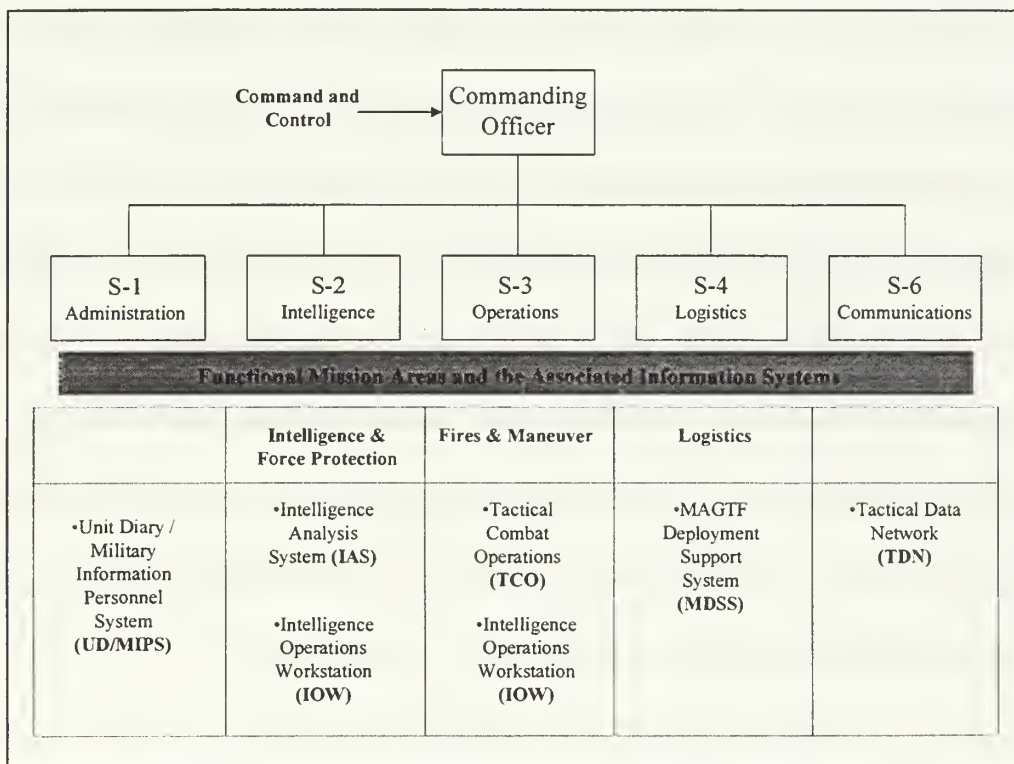 Command and
Control
Commanding
Officer
S-1
Administration
S-2
Intelligence
S-3
Operations
S-4
Logistics
S-6
Communications
Functional Mission Areas and the Associated Information Systems
Intelligence &
Force Protection
Fires & Maneuver
Logistics
•Unit Diary /
Military
Information
Personnel
System
(UD/MIPS)
•Intelligence
Analysis
System (IAS)
•Intelligence
Operations
Workstation
(IOW)
•Tactical
Combat
Operations
(TCO)
•Intelligence
Operations
Workstation
(IOW)
•MAGTF
Deployment
Support
System
(MDSS)
•Tactical Data
Network
(TDN)